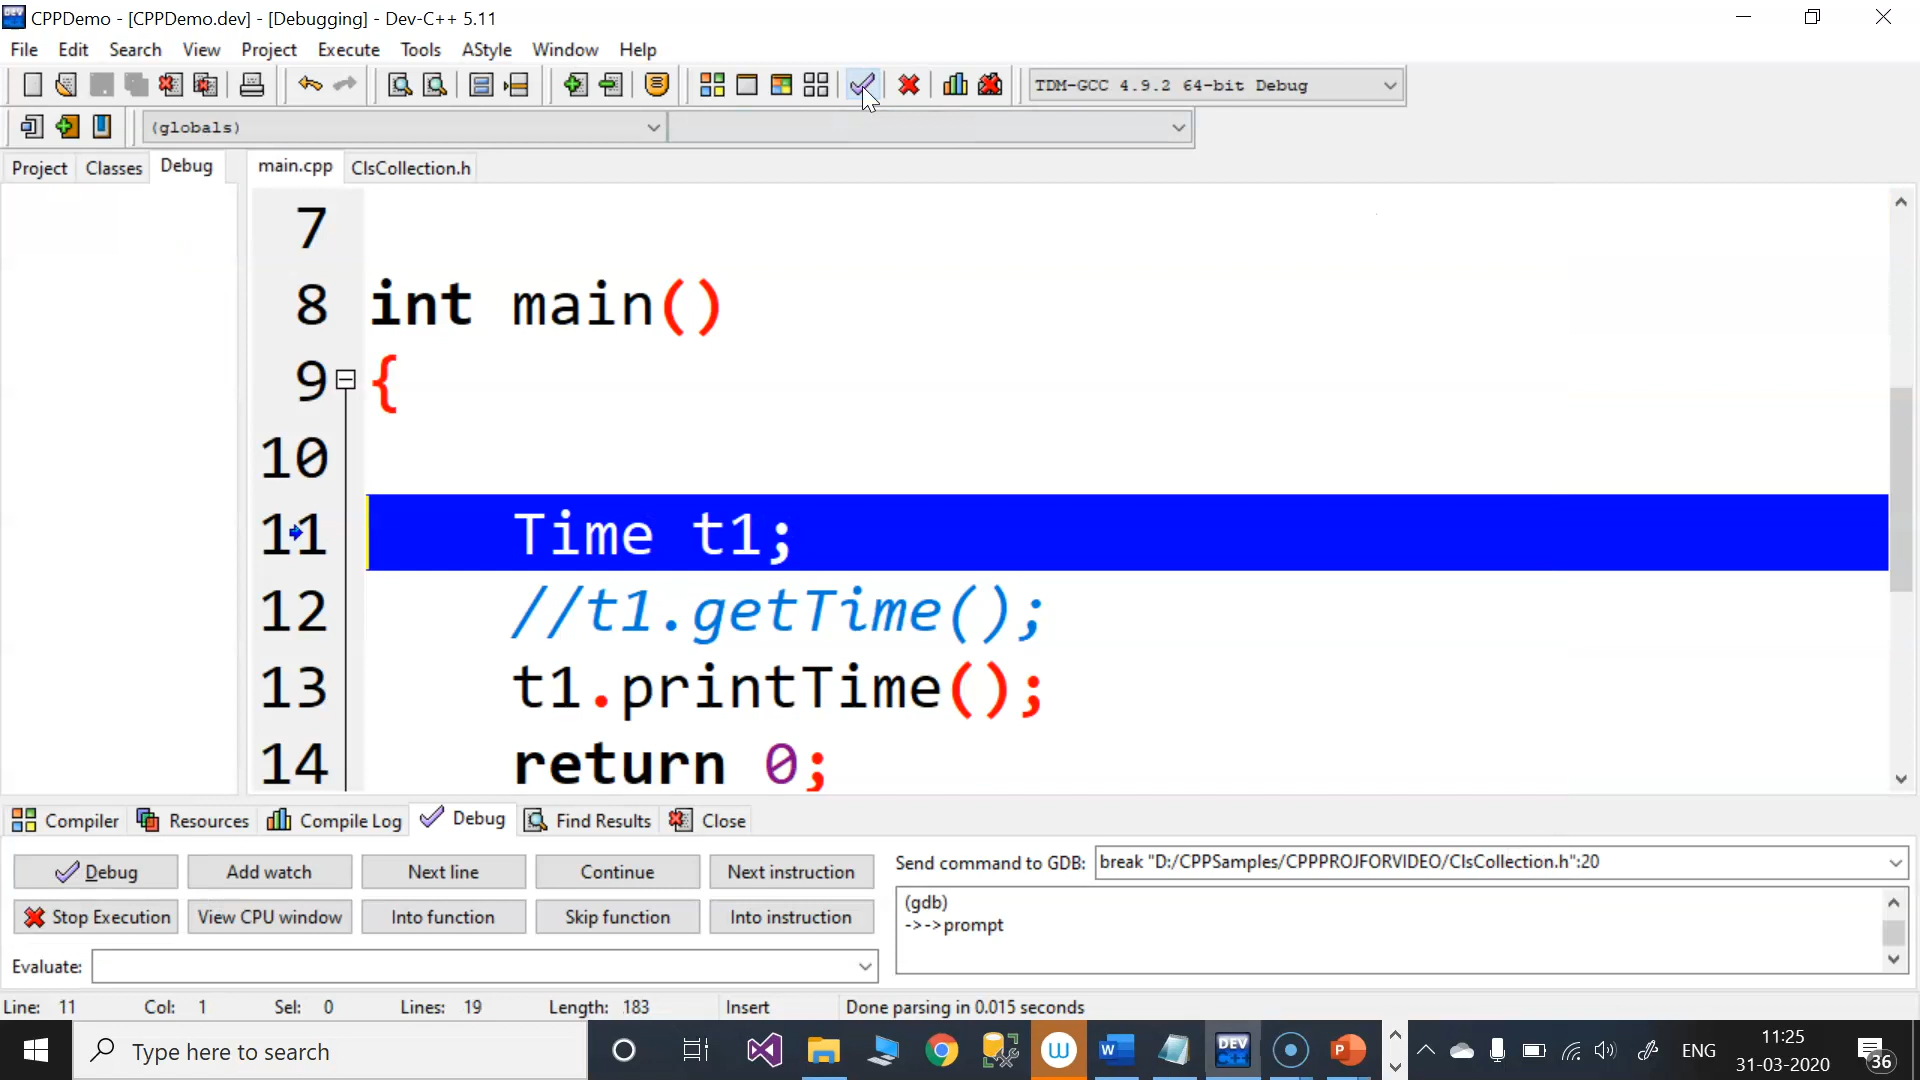 CPPDemo - [CPPDemo.dev] - [Debugging] - Dev-C++ 5.11
File Edit Search View Project Execute Tools AStyle Window Help
TDM-GCC 4.9.2 64-bit Debug
(globals)
Project Classes Debug main.cpp ClsCollection.h
7
8 int main()
9 {
10
11 Time t1;
12 //t1.getTime();
13 t1.printTime();
14 return 0;
Compiler Resources Compile Log Debug Find Results Close
Debug Add watch Next line Continue Next instruction Send command to GDB: break "D:/CPPSamples/CPPPROJFORVIDEO/ClsCollection.h":20
Stop Execution View CPU window Into function Skip function Into instruction
(gdb)
->->prompt
Evaluate:
Line: 11 Col: 1 Sel: 0 Lines: 19 Length: 183 Insert Done parsing in 0.015 seconds
Type here to search
W
W
DEV
C++
P
ENG
11:25
31-03-2020
36